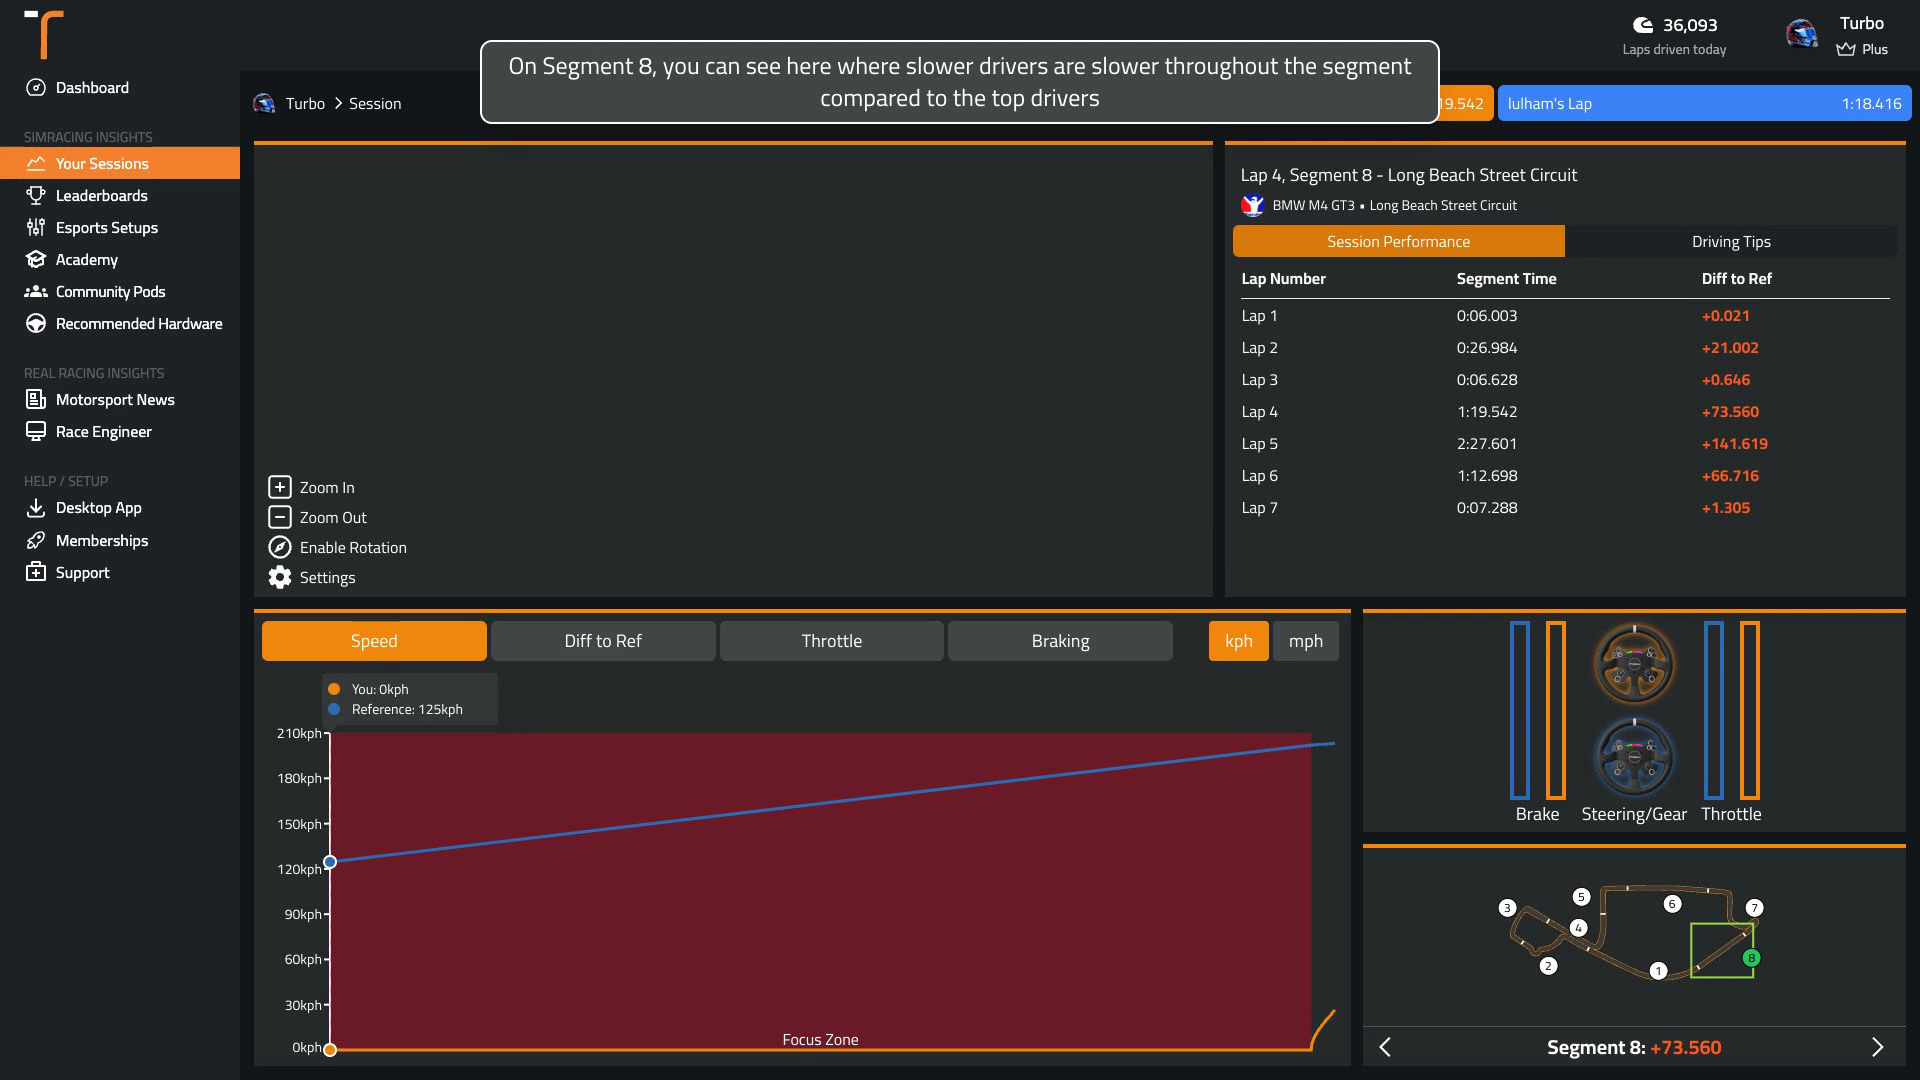 36,093
Laps driven today
Turbo
Plus
On Segment 8, you can see here where slower drivers are slower throughout the segment
compared to the top drivers
Dashboard
SIMRACING INSIGHTS
Your Sessions
Leaderboards
Esports Setups
Academy
Community Pods
Recommended Hardware
REAL RACING INSIGHTS
Motorsport News
Race Engineer
HELP / SETUP
Desktop App
Memberships
Support
Turbo > Session
9.542
lulham's Lap 1:18.416
Zoom In
Zoom Out
Enable Rotation
Settings
Lap 4, Segment 8 - Long Beach Street Circuit
BMW M4 GT3 • Long Beach Street Circuit
Session Performance Driving Tips
Lap Number Segment Time Diff to Ref
Lap 1 0:06.003 +0.021
Lap 2 0:26.984 +21.002
Lap 3 0:06.628 +0.646
Lap 4 1:19.542 +73.560
Lap 5 2:27.601 +141.619
Lap 6 1:12.698 +66.716
Lap 7 0:07.288 +1.305
Speed Diff to Ref Throttle Braking kph mph
You: 0kph
Reference: 125kph
210kph
180kph
150kph
120kph
90kph
60kph
30kph
0kph
Focus Zone
Brake Steering/Gear Throttle
5
3
6
7
4
2
1
8
Segment 8: +73.560